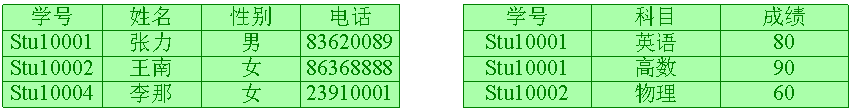 学号 姓名 性别 电话
Stu10001 张力 男 83620089
Stu10002 王南 女 86368888
Stu10004 李那 女 23910001
学号 科目 成绩
Stu10001 英语 80
Stu10001 高数 90
Stu10002 物理 60